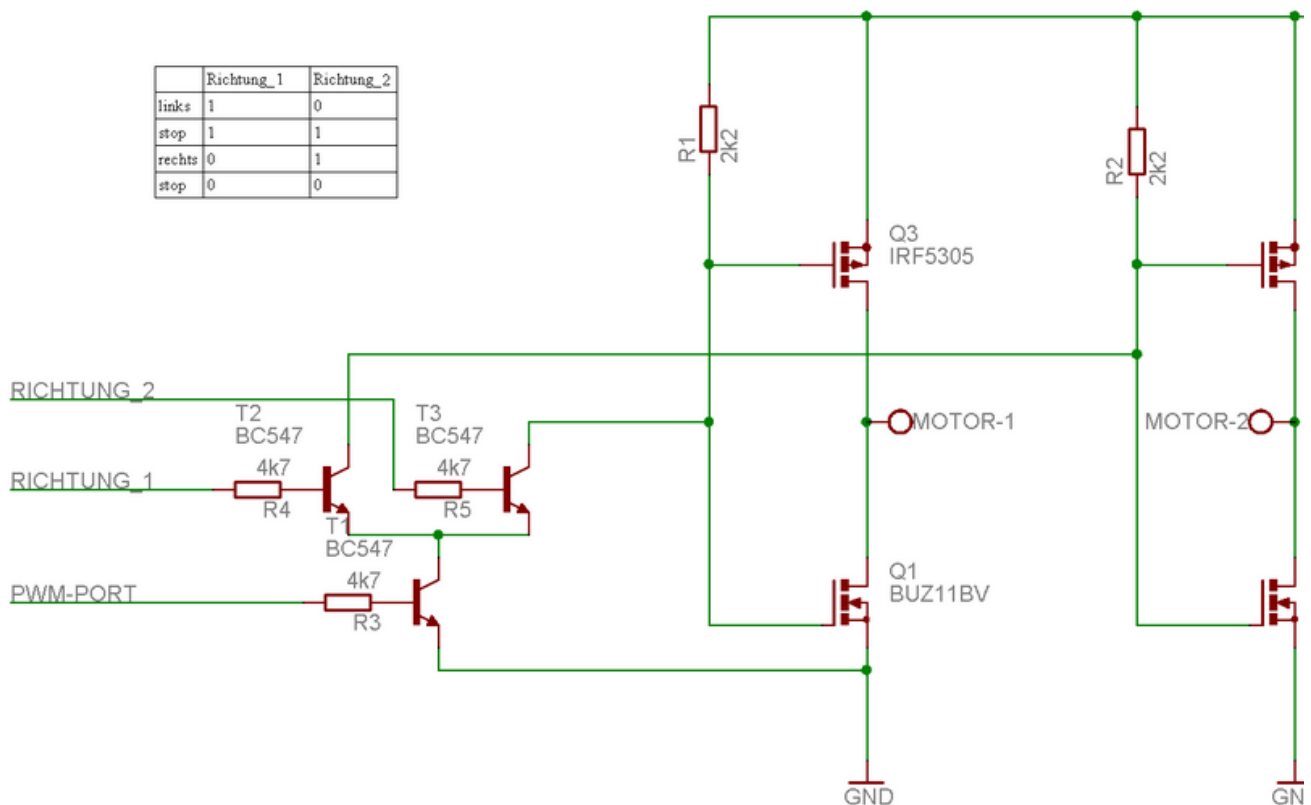 Richtung_1 Richtung_2
links 1 0
stop 1 1
rechts 0 1
stop 0 0
R1
2k2
R2
2k2
Q3
IRF5305
RICHTUNG_2
T2
BC547
T3
BC547
MOTOR-1
MOTOR-2
4k7
4k7
RICHTUNG_1
R4
R5
T1
BC547
4k7
PWM-PORT
R3
Q1
BUZ11BV
GND
GN